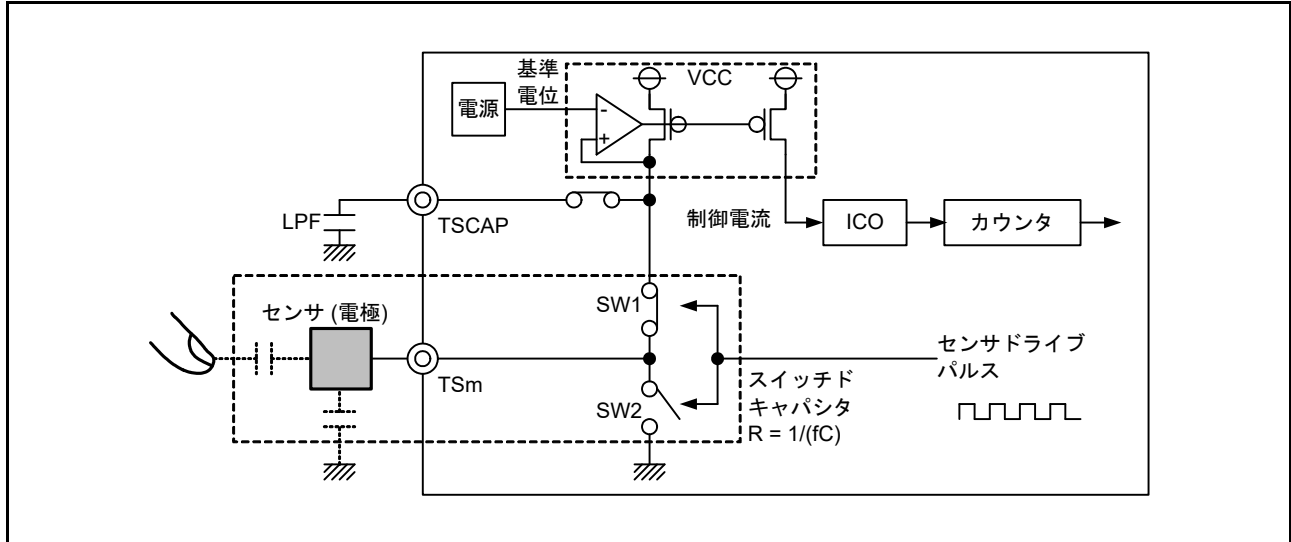 基準
電位
VCC
電源
-
+
LPF
TSCAP
制御電流
ICO
カウンタ
センサ (電極)
SW1
TSm
SW2
スイッチド
キャパシタ
R = 1/(fC)
センサドライブ
パルス